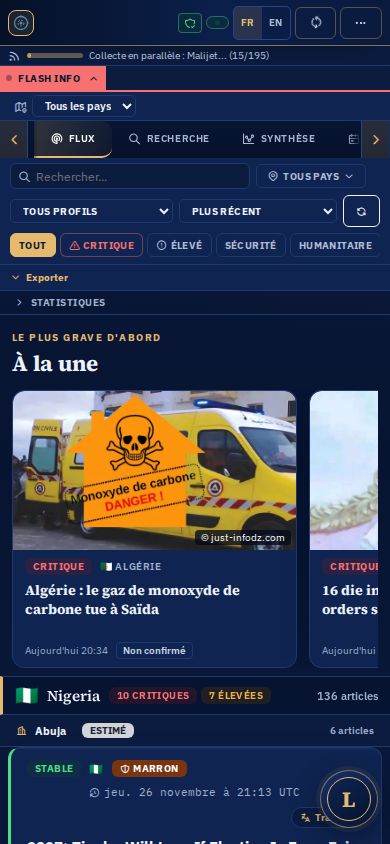 FR EN
Collecte en parallèle : Malijet... (15/195)
FLASH INFO
Tous les pays
FLUX RECHERCHE SYNTHÈSE
Rechercher... TOUS PAYS
TOUS PROFILS PLUS RÉCENT
TOUT CRITIQUE ÉLEVÉ SÉCURITÉ HUMANITAIRE
Exporter
STATISTIQUES
LE PLUS GRAVE D'ABORD
À la une
Monoxyde de carbone
DANGER !
© just-infodz.com
CRITIQUE ALGÉRIE
Algérie : le gaz de monoxyde de
carbone tue à Saïda
Aujourd'hui 20:34 Non confirmé
CRITIQUE
16 die in
orders s
Aujourd'hui
Nigeria 10 CRITIQUES 7 ÉLEVÉES 136 articles
Abuja ESTIMÉ 6 articles
STABLE MARRON
jeu. 26 novembre à 21:13 UTC
L